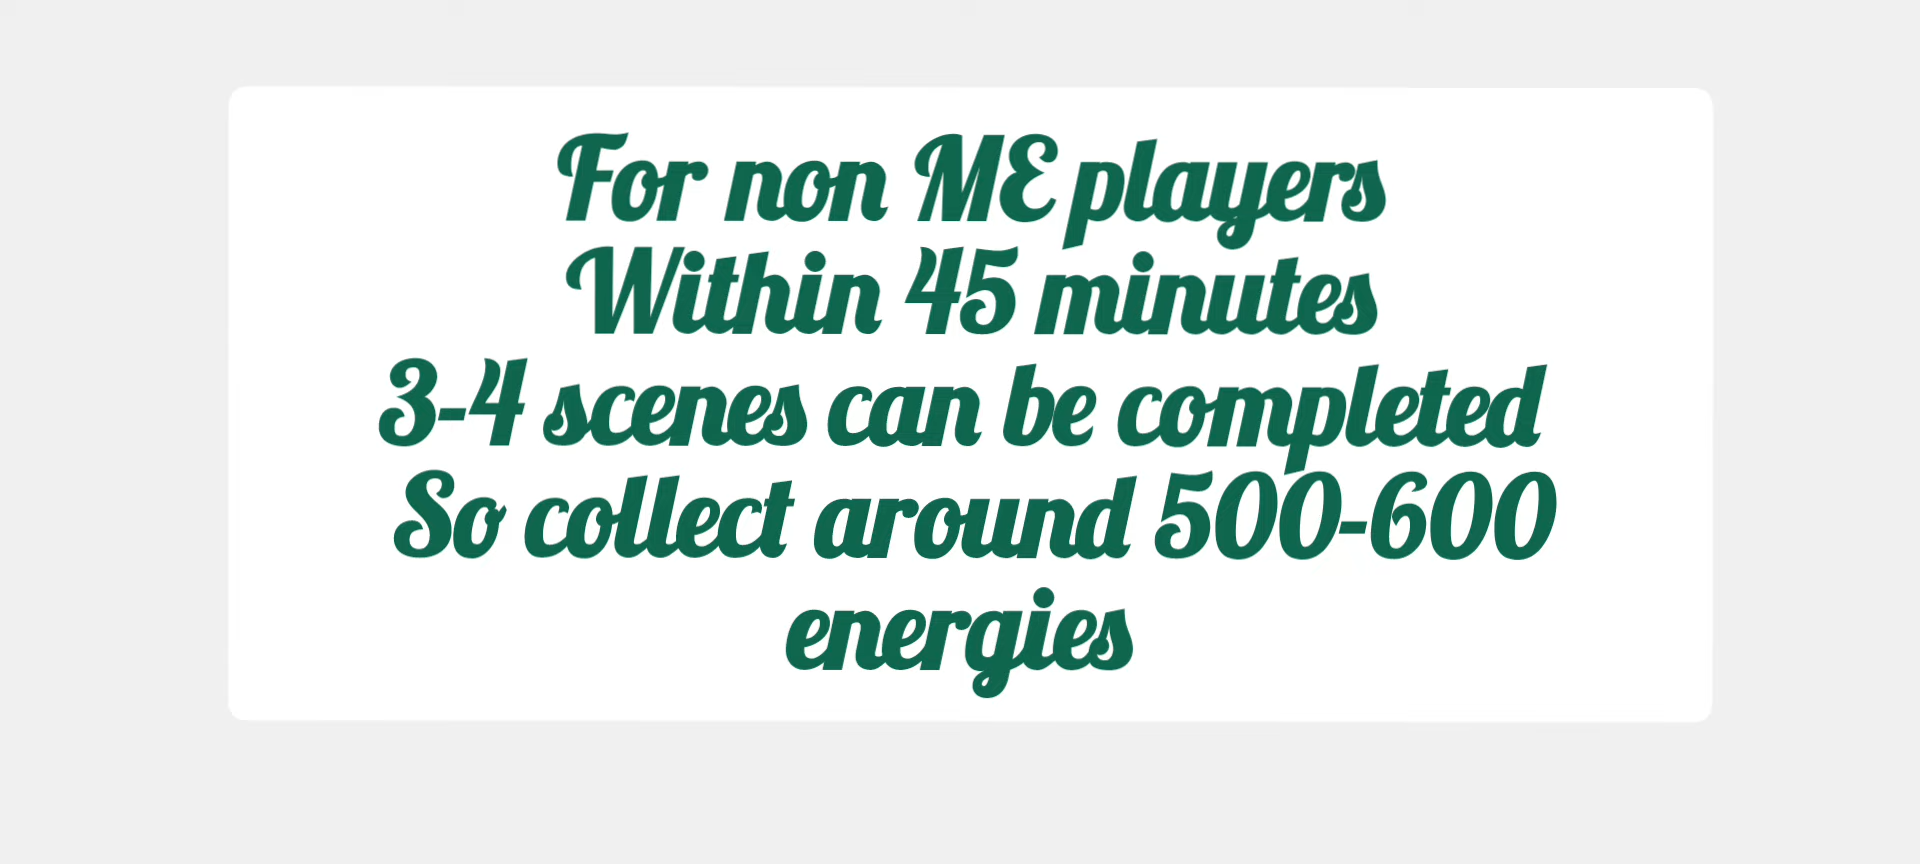 For non ME players
Within 45 minutes
3-4 scenes can be completed
So collect around 500-600
energies